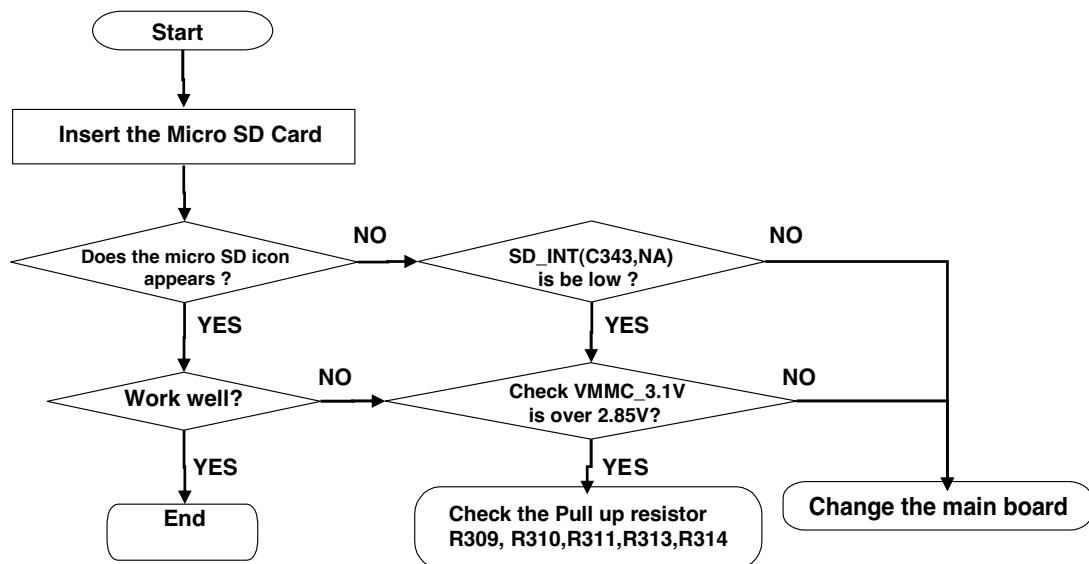 Start
Insert the Micro SD Card
Does the micro SD icon
appears ?
NO
SD_INT(C343,NA)
is be low ?
NO
YES
YES
Work well?
NO
Check VMMC_3.1V
is over 2.85V?
NO
YES
YES
End
Check the Pull up resistor
R309, R310,R311,R313,R314
Change the main board